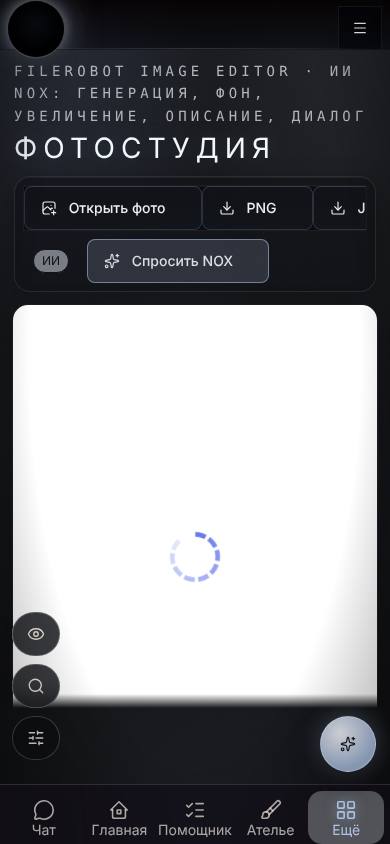 FILEROBOT IMAGE EDITOR · ИИ
NOX: ГЕНЕРАЦИЯ, ФОН,
УВЕЛИЧЕНИЕ, ОПИСАНИЕ, ДИАЛОГ
ФОТОСТУДИЯ
Открыть фото PNG J
ИИ Спросить NOX
Чат Главная Помощник Ателье Ещё